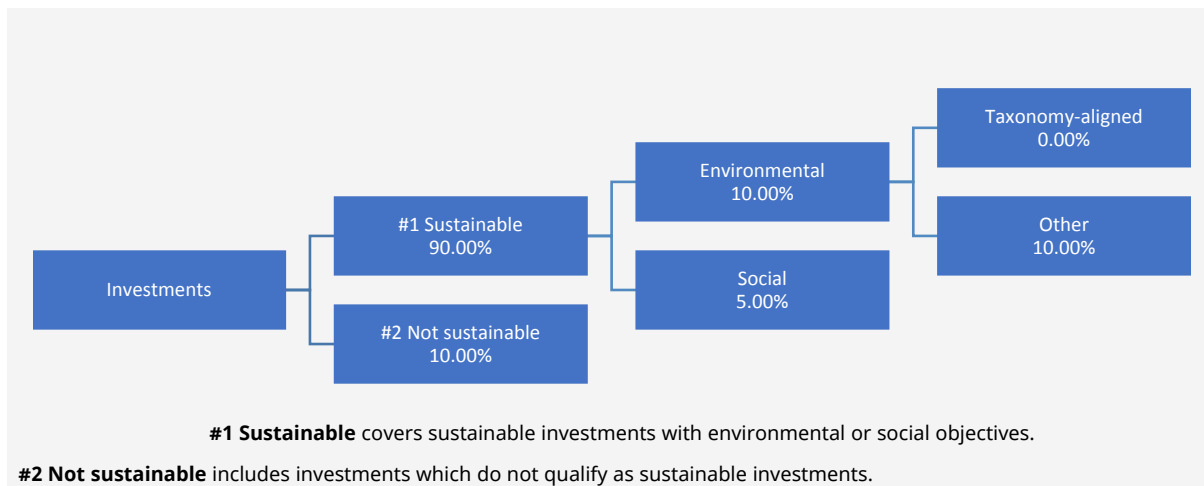 Investments
#1 Sustainable
90.00%
#2 Not sustainable
10.00%
Environmental
10.00%
Social
5.00%
Taxonomy-aligned
0.00%
Other
10.00%
#1 Sustainable covers sustainable investments with environmental or social objectives.
#2 Not sustainable includes investments which do not qualify as sustainable investments.